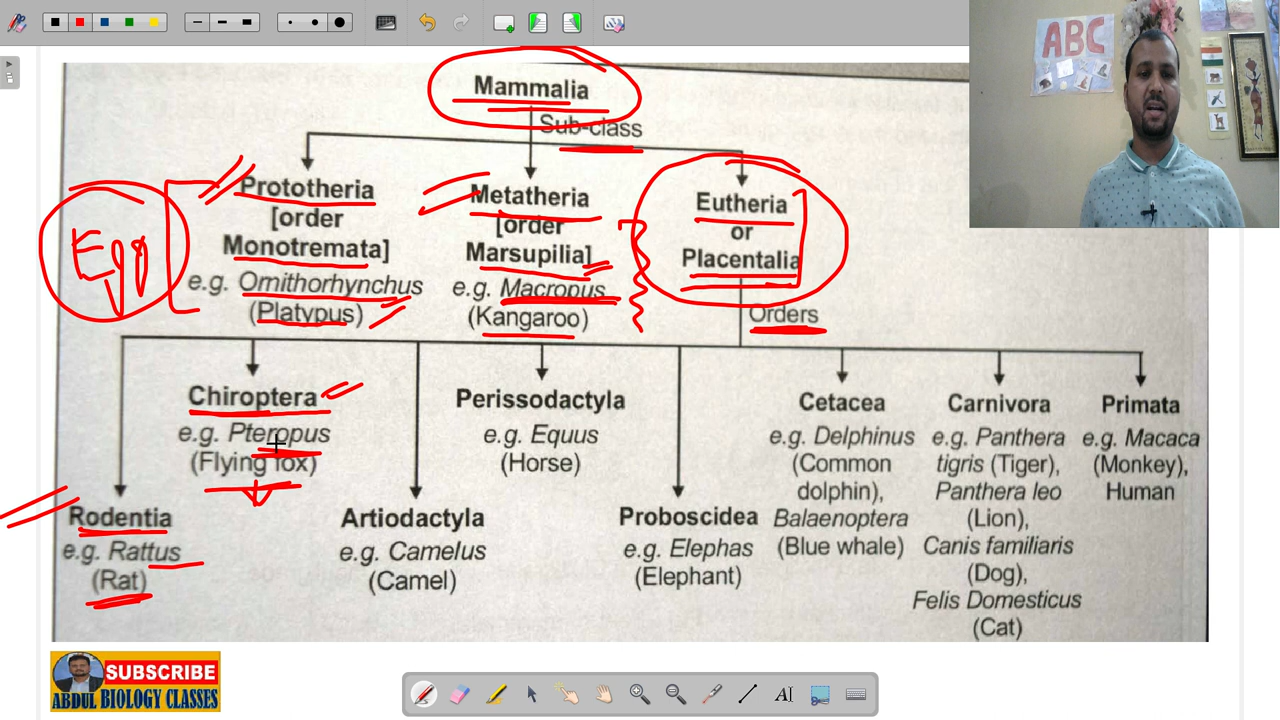 ABC
Mammalia
Sub-class
Prototheria
[order
Monotremata]
e.g. Ornithorhynchus
(Platypus)
Egg
Metatheria
[order
Marsupilia]
e.g. Macropus
(Kangaroo)
Eutheria
or
Placentalia
Orders
Chiroptera
e.g. Pteropus
(Flying fox)
Perissodactyla
e.g. Equus
(Horse)
Cetacea
e.g. Delphinus
(Common
dolphin),
Balaenoptera
(Blue whale)
Carnivora
e.g. Panthera
tigris (Tiger),
Panthera leo
(Lion),
Canis familiaris
(Dog),
Felis Domesticus
(Cat)
Primata
e.g. Macaca
(Monkey),
Human
Rodentia
e.g. Rattus
(Rat)
Artiodactyla
e.g. Camelus
(Camel)
Proboscidea
e.g. Elephas
(Elephant)
SUBSCRIBE
ABDUL BIOLOGY CLASSES
AI